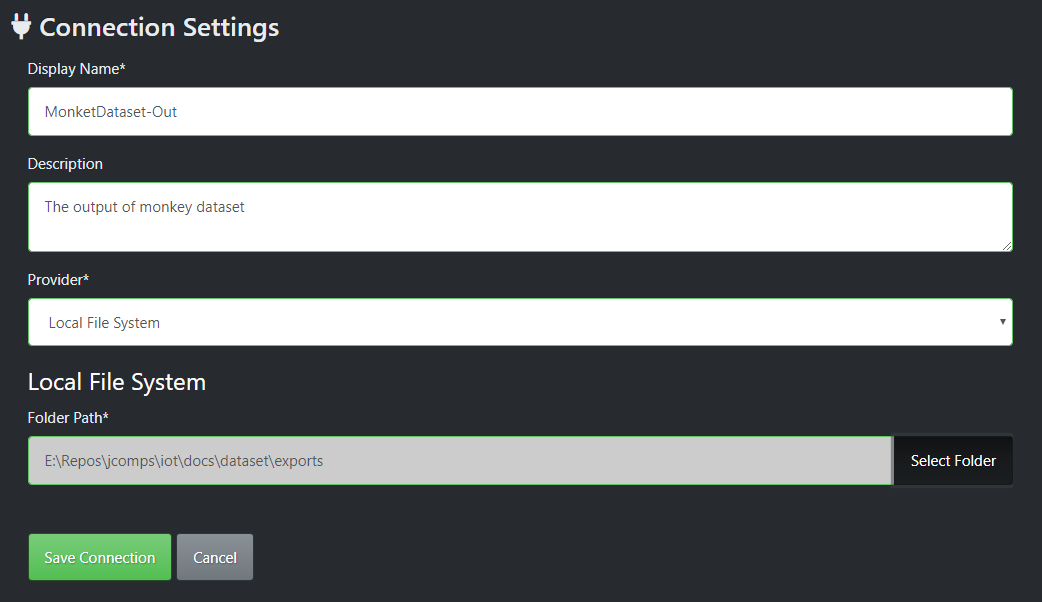 Connection Settings
Display Name*
MonketDataset-Out
Description
The output of monkey dataset
Provider*
Local File System
Local File System
Folder Path*
E:\Repos\jcomps\iot\docs\dataset\exports
Select Folder
Save Connection Cancel